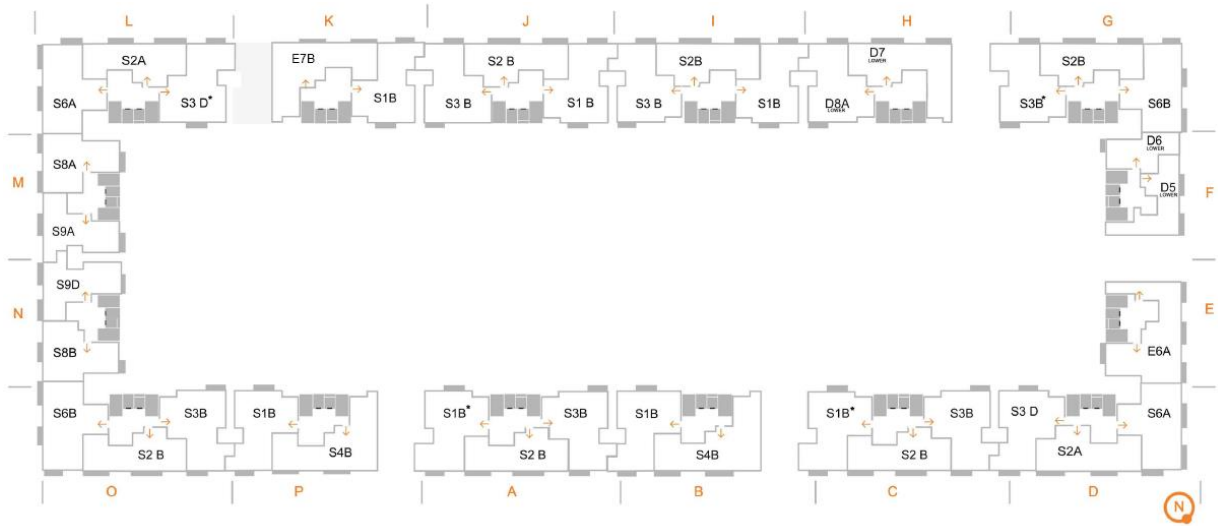 L K J I H G
S2A E7B S2 B S2B D7 S2B
LOWER
S6A S3 D* S1B S3 B S1 B S3 B S1B D8A S3B* S6B
LOWER
D6
LOWER
S8A
M D5 F
LOWER
S9A
S9D
N E
S8B E6A
S6B S3B S1B S1B* S3B S1B S1B* S3B S3 D S6A
S2 B S4B S2 B S4B S2 B S2A
O P A B C D
N